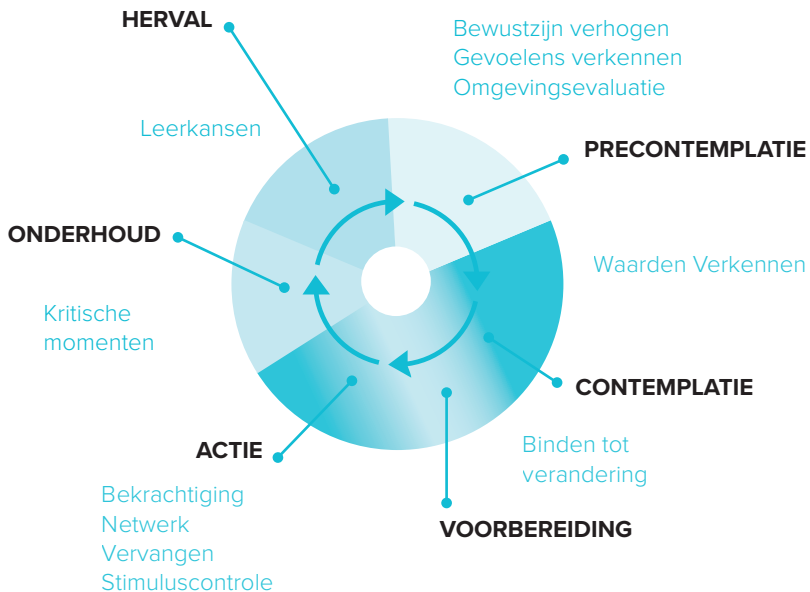 HERVAL
Bewustzijn verhogen
Gevoelens verkennen
Omgevingsevaluatie
Leerkansen
PRECONTEMPLATIE
ONDERHOUD
Waarden Verkennen
Kritische
momenten
CONTEMPLATIE
ACTIE
Binden tot
verandering
Bekrachtiging
Netwerk
Vervangen
Stimuluscontrole
VOORBEREIDING